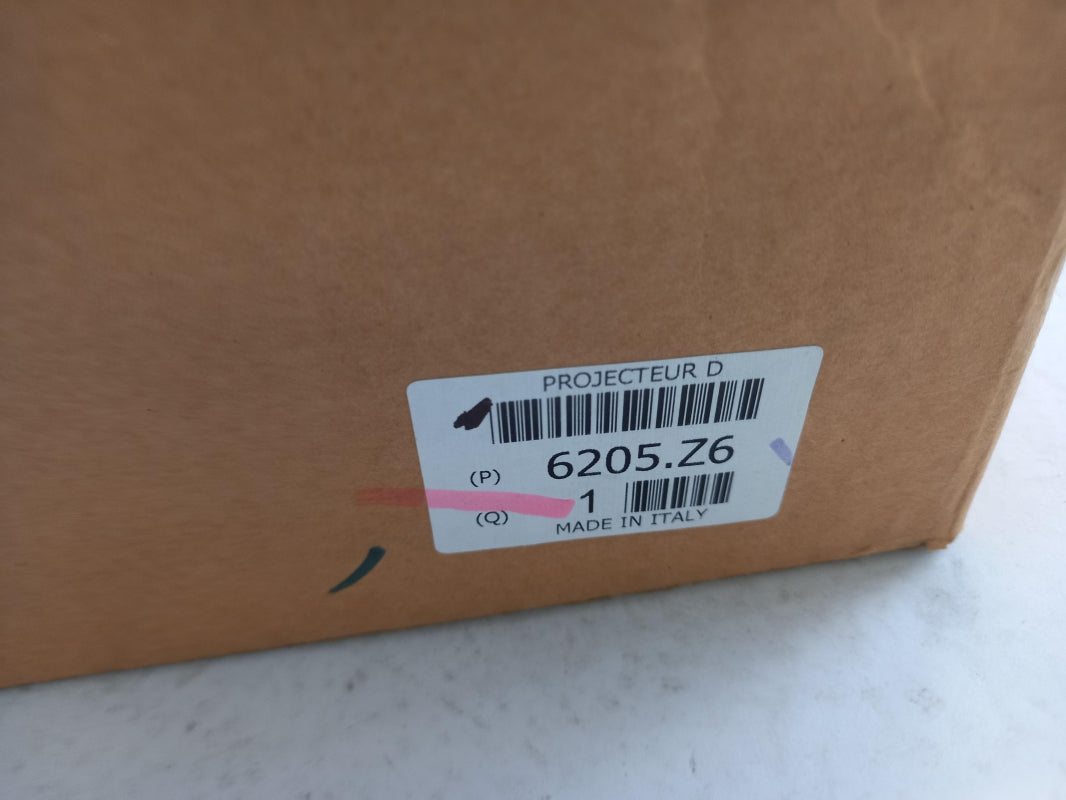 PROJECTEUR D
(P) 6205.Z6
(Q) 1
MADE IN ITALY